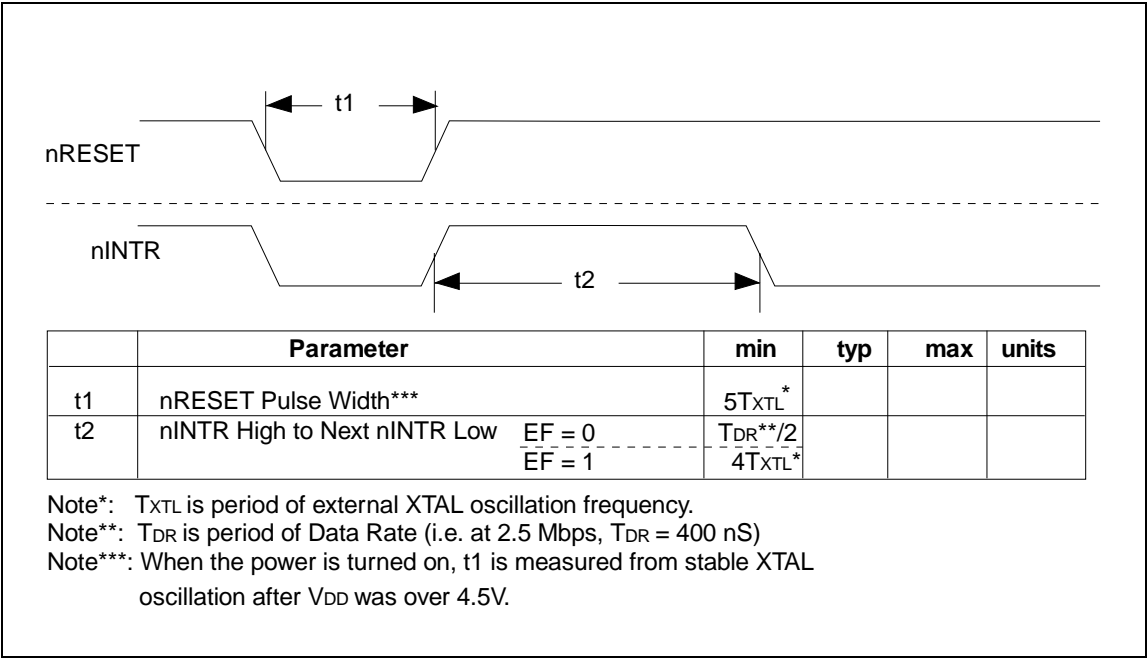 t1
nRESET
nINTR
t2
Parameter min typ max units
t1 nRESET Pulse Width*** 5TXTL*
t2 nINTR High to Next nINTR Low EF = 0 TDR**/2
EF = 1 4TXTL*
Note*: TXTL is period of external XTAL oscillation frequency.
Note**: TDR is period of Data Rate (i.e. at 2.5 Mbps, TDR = 400 nS)
Note***: When the power is turned on, t1 is measured from stable XTAL
oscillation after VDD was over 4.5V.